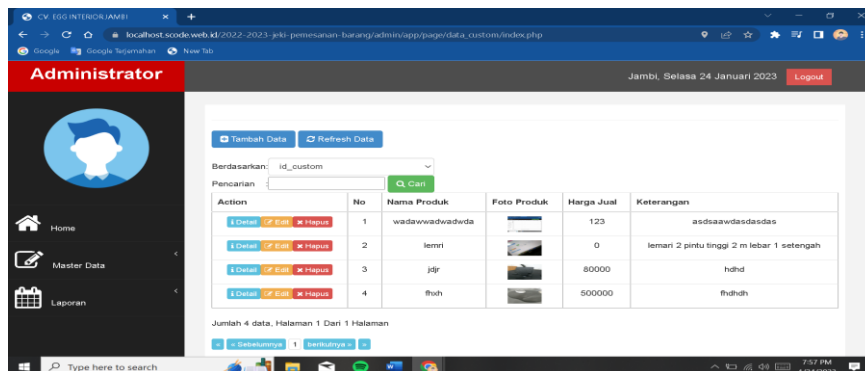 CV. EGG INTERIOR JAMBI
localhost.scode.web.id/2022-2023-jeki-pemesanan-barang/admin/app/page/data_custom/index.php
Google Google Terjemahan New Tab
Administrator
Jambi, Selasa 24 Januari 2023 Logout
Tambah Data Refresh Data
Berdasarkan: id_custom
Pencarian : Cari
Action No Nama Produk Foto Produk Harga Jual Keterangan
Detail Edit Hapus 1 wadawwadwadwda 123 asdsaawdasdasdas
Detail Edit Hapus 2 lemri 0 lemari 2 pintu tinggi 2 m lebar 1 setengah
Detail Edit Hapus 3 jdjr 80000 hdhd
Detail Edit Hapus 4 fhxh 500000 fhdhdh
Home
Master Data
Laporan
Jumlah 4 data, Halaman 1 Dari 1 Halaman
« « Sebelumnya 1 berikutnya » »
Type here to search
7:57 PM